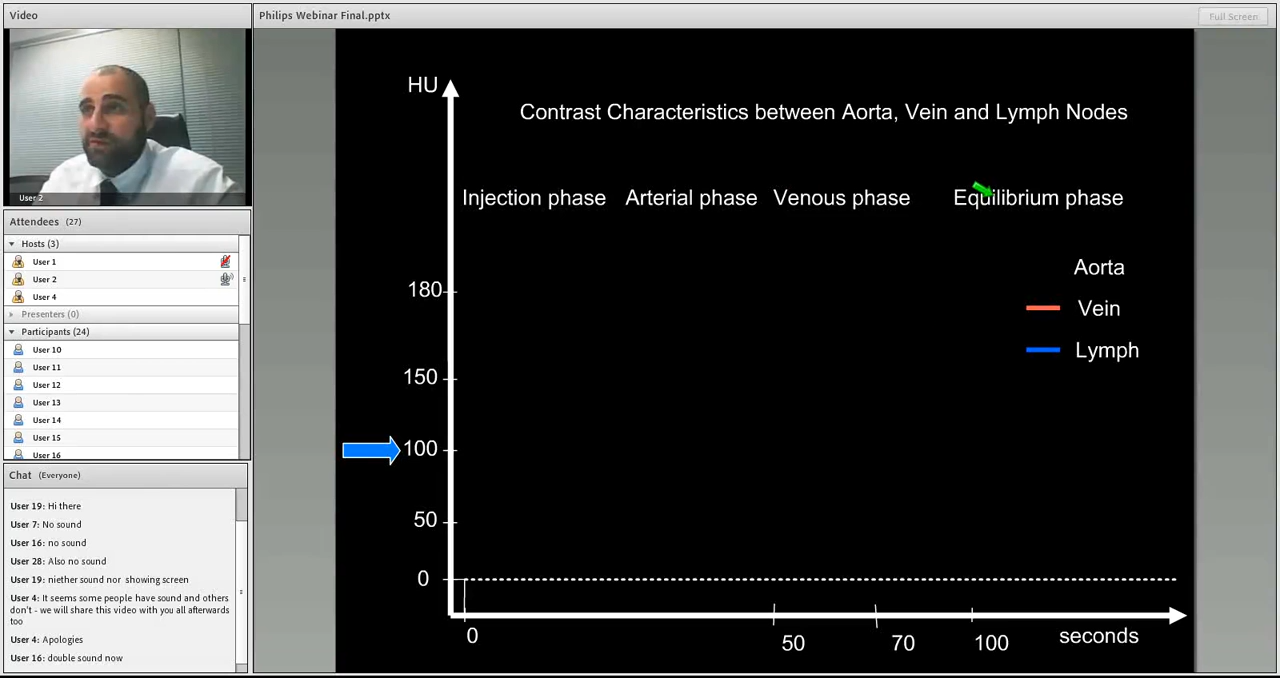 Video
Philips Webinar Final.pptx
Full Screen
User 2
Attendees (27)
Hosts (3)
User 1
User 2
User 4
Presenters (0)
Participants (24)
User 10
User 11
User 12
User 13
User 14
User 15
User 16
Chat (Everyone)
User 19: Hi there
User 7: No sound
User 16: no sound
User 28: Also no sound
User 19: niether sound nor showing screen
User 4: It seems some people have sound and others
don't - we will share this video with you all afterwards
too
User 4: Apologies
User 16: double sound now
HU
Contrast Characteristics between Aorta, Vein and Lymph Nodes
Injection phase Arterial phase Venous phase Equilibrium phase
Aorta
Vein
Lymph
180
150
100
50
0
0 50 70 100 seconds